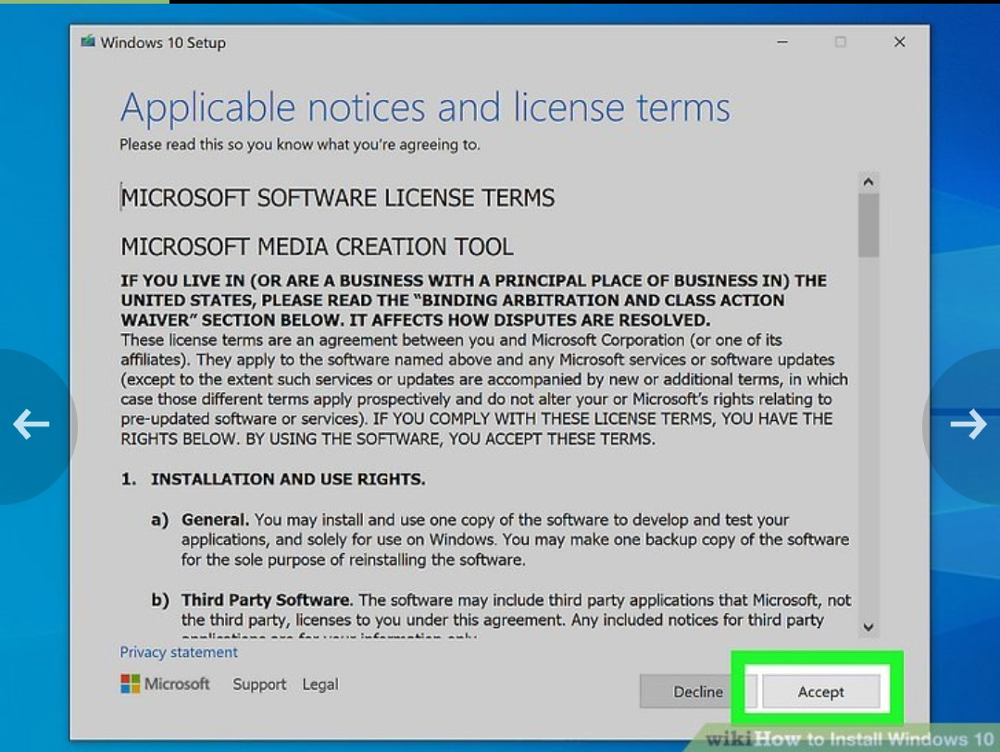 Windows 10 Setup
Applicable notices and license terms
Please read this so you know what you're agreeing to.
MICROSOFT SOFTWARE LICENSE TERMS
MICROSOFT MEDIA CREATION TOOL
IF YOU LIVE IN (OR ARE A BUSINESS WITH A PRINCIPAL PLACE OF BUSINESS IN) THE
UNITED STATES, PLEASE READ THE “BINDING ARBITRATION AND CLASS ACTION
WAIVER” SECTION BELOW. IT AFFECTS HOW DISPUTES ARE RESOLVED.
These license terms are an agreement between you and Microsoft Corporation (or one of its
affiliates). They apply to the software named above and any Microsoft services or software updates
(except to the extent such services or updates are accompanied by new or additional terms, in which
case those different terms apply prospectively and do not alter your or Microsoft’s rights relating to
pre-updated software or services). IF YOU COMPLY WITH THESE LICENSE TERMS, YOU HAVE THE
RIGHTS BELOW. BY USING THE SOFTWARE, YOU ACCEPT THESE TERMS.
1. INSTALLATION AND USE RIGHTS.
a) General. You may install and use one copy of the software to develop and test your
applications, and solely for use on Windows. You may make one backup copy of the software
for the sole purpose of reinstalling the software.
b) Third Party Software. The software may include third party applications that Microsoft, not
the third party, licenses to you under this agreement. Any included notices for third party
applications are for your information only.
Privacy statement
Microsoft Support Legal
Decline Accept
wikiHow to Install Windows 10